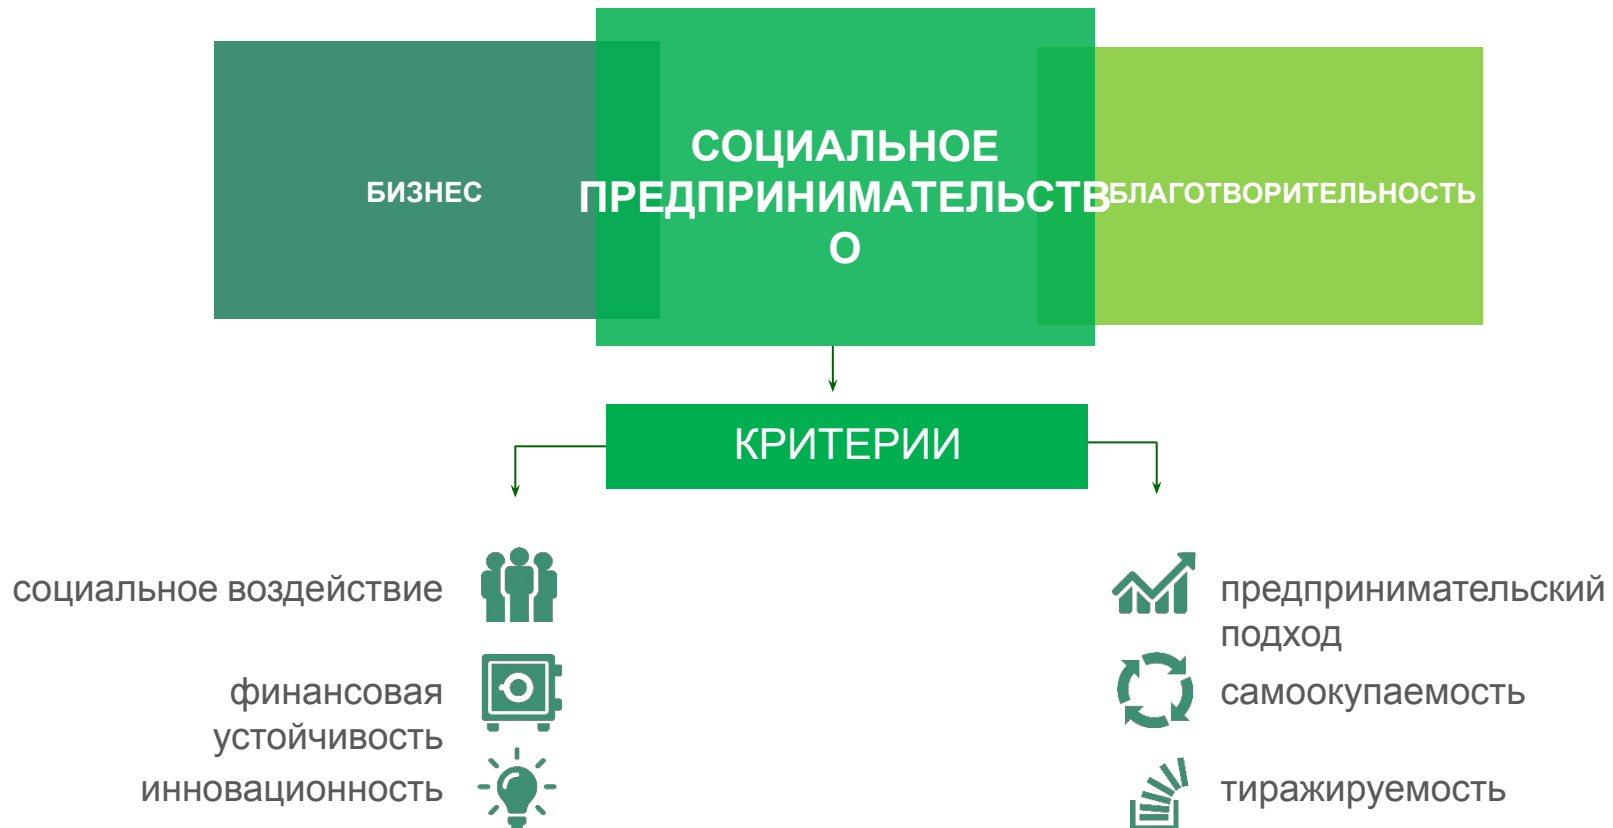 БИЗНЕС
СОЦИАЛЬНОЕ
ПРЕДПРИНИМАТЕЛЬСТВ
О
БЛАГОТВОРИТЕЛЬНОСТЬ
КРИТЕРИИ
социальное воздействие
финансовая
устойчивость
инновационность
предпринимательский
подход
самоокупаемость
тиражируемость